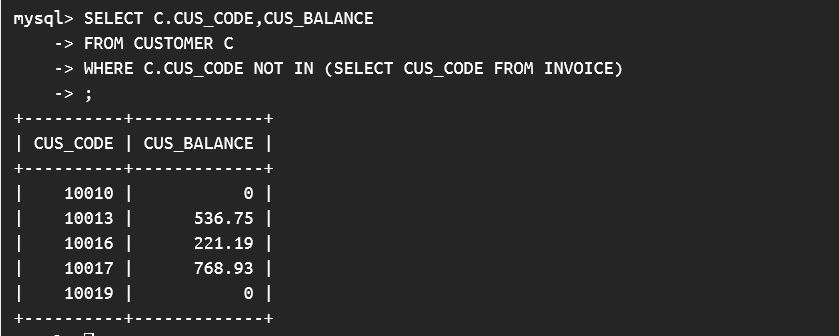 mysql> SELECT C.CUS_CODE,CUS_BALANCE
    -> FROM CUSTOMER C
    -> WHERE C.CUS_CODE NOT IN (SELECT CUS_CODE FROM INVOICE)
    -> ;
+----------+-------------+
| CUS_CODE | CUS_BALANCE |
+----------+-------------+
|    10010 |           0 |
|    10013 |      536.75 |
|    10016 |      221.19 |
|    10017 |      768.93 |
|    10019 |           0 |
+----------+-------------+